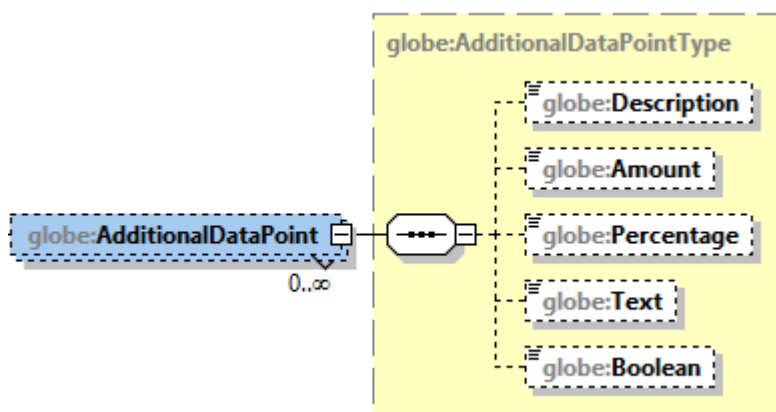 globe:AdditionalDataPointType
globe:Description
globe:Amount
globe:AdditionalDataPoint
0..∞
globe:Percentage
globe:Text
globe:Boolean